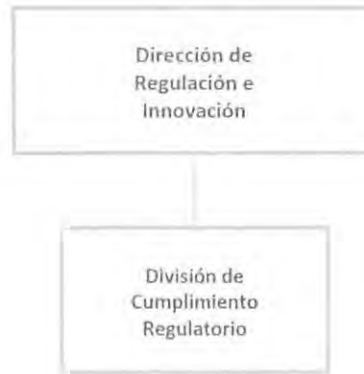 Dirección de
Regulación e
Innovación
División de
Cumplimiento
Regulatorio